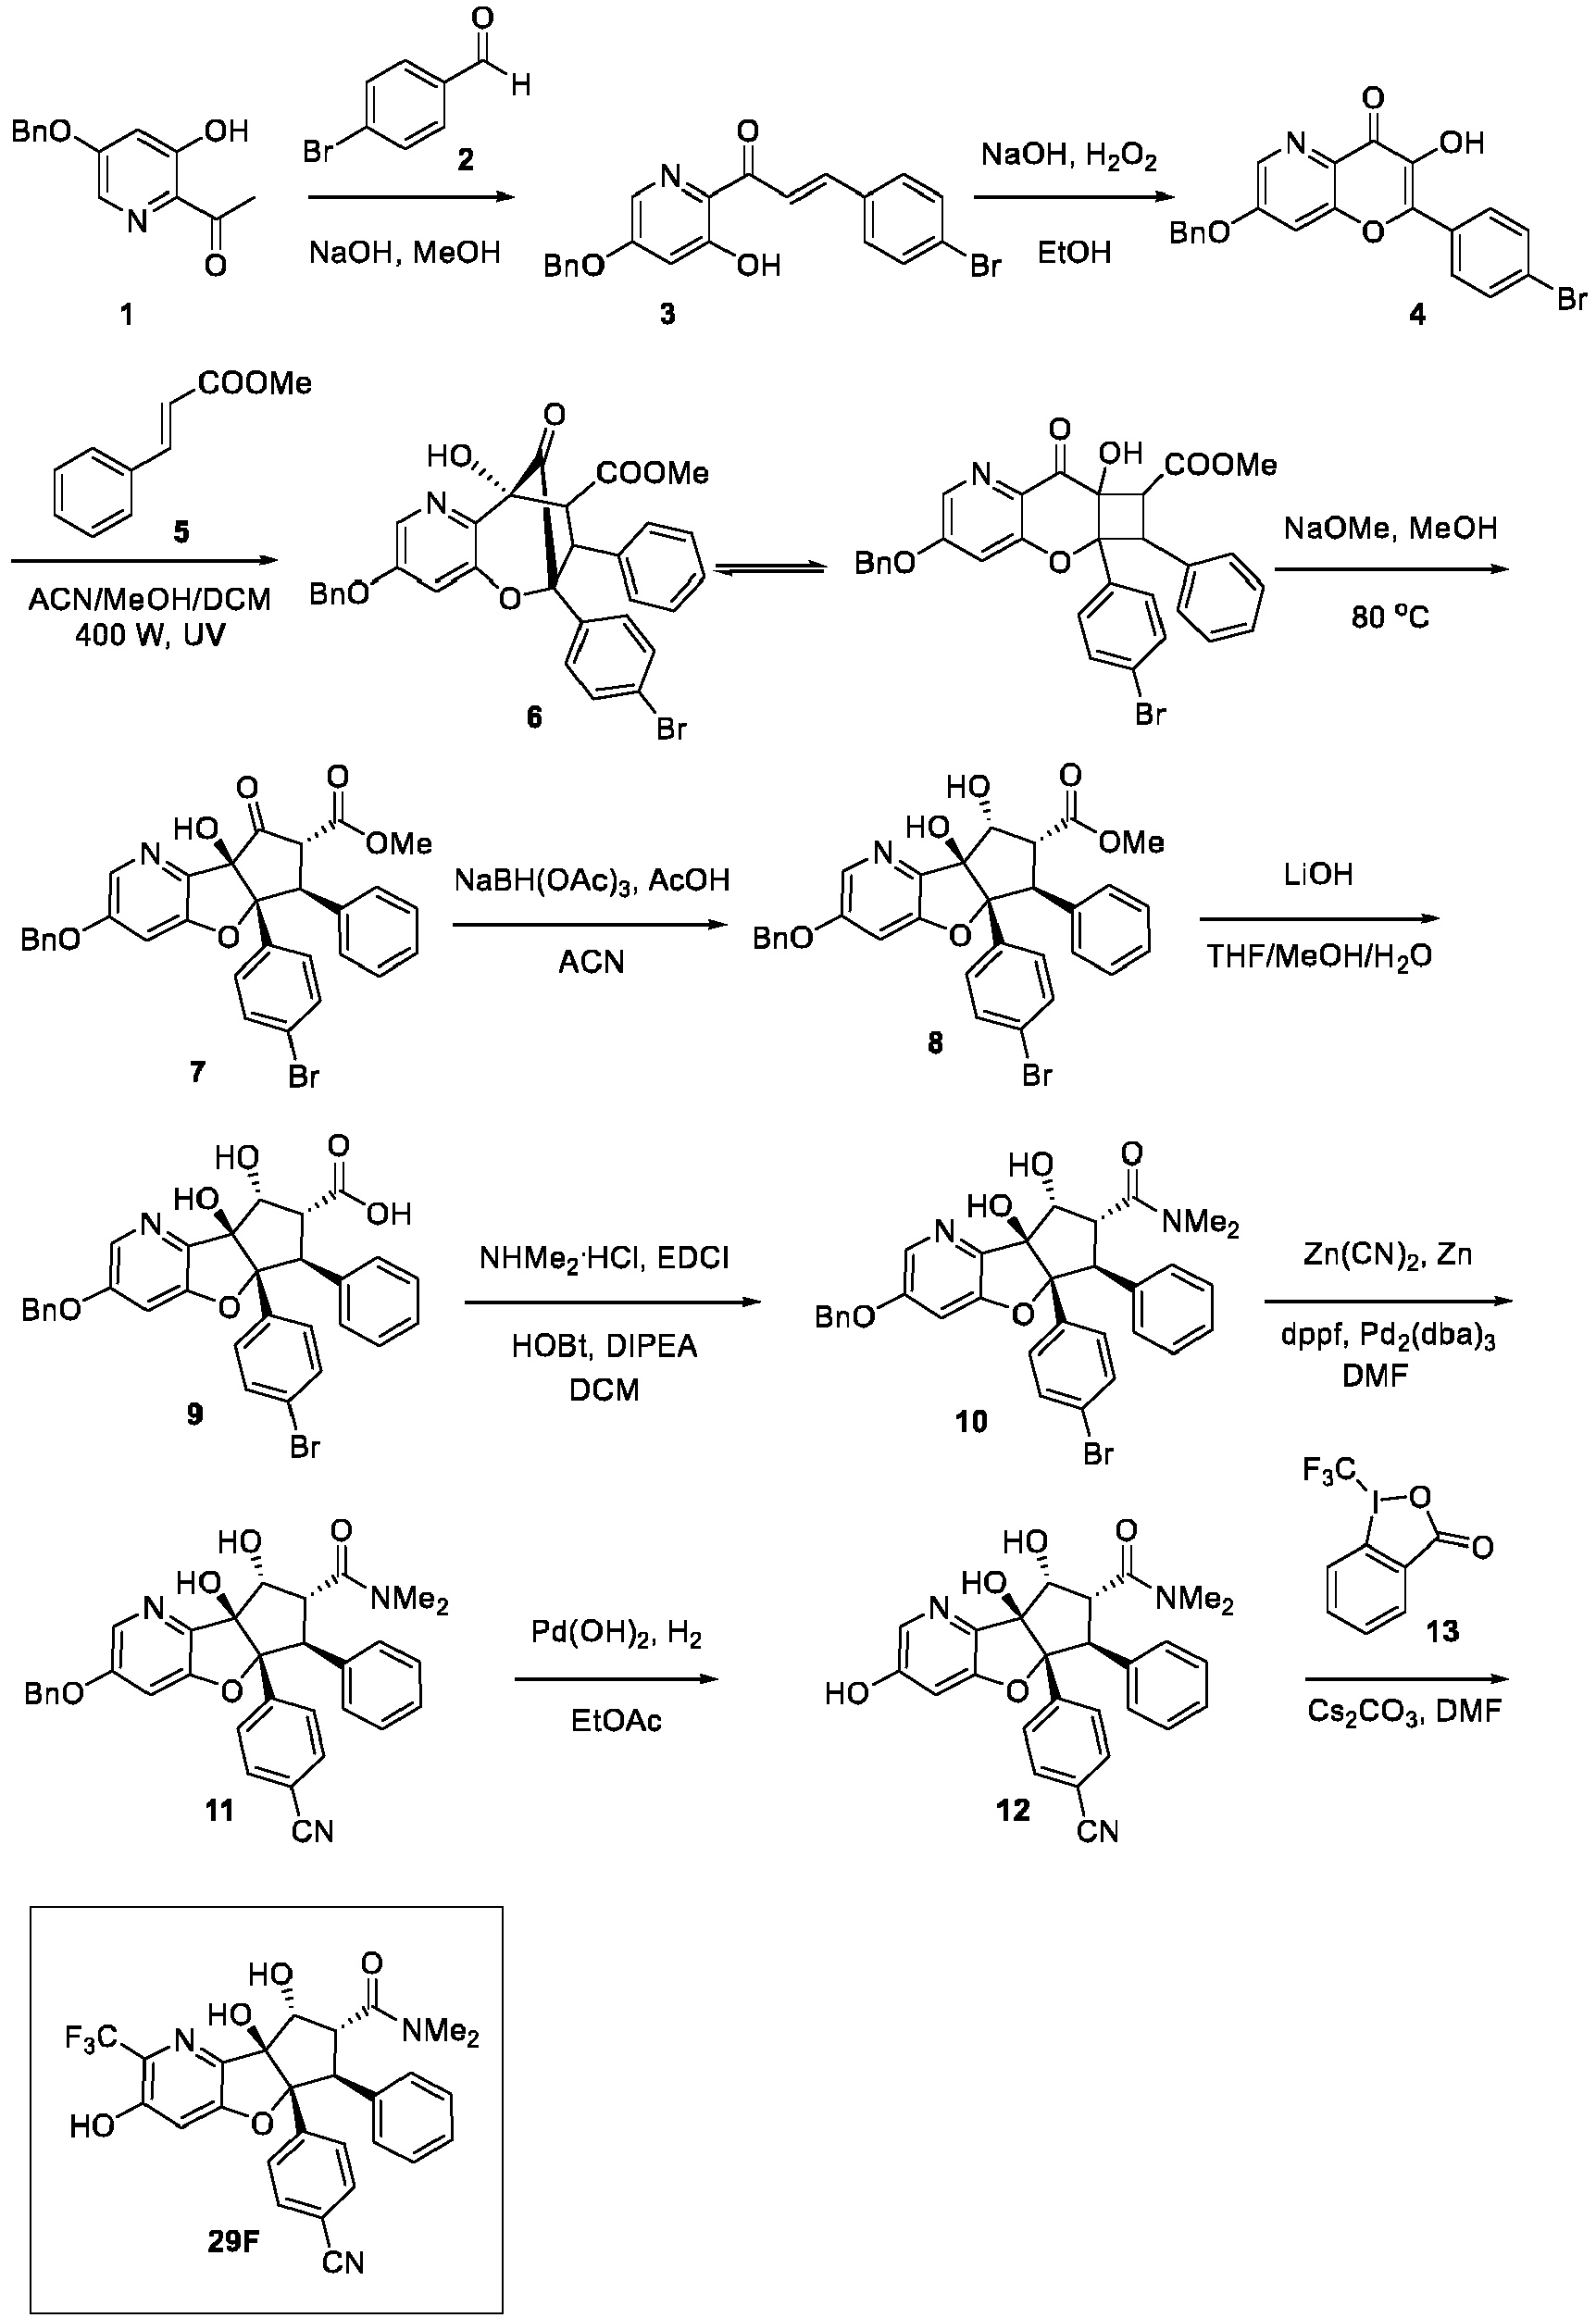 O
H
Br
2
BnO
OH
N
O
1
NaOH, MeOH
O
N
OH
BnO
Br
3
NaOH, H2O2
EtOH
O
N
OH
BnO
O
Br
4
COOMe
5
ACN/MeOH/DCM
400 W, UV
O
HO
COOMe
N
BnO
O
Br
6
O
OH
COOMe
N
BnO
O
Br
NaOMe, MeOH
80 oC
O
O
HO
OMe
N
BnO
O
Br
7
NaBH(OAc)3, AcOH
ACN
HO
O
HO
OMe
N
BnO
O
Br
8
LiOH
THF/MeOH/H2O
HO
O
HO
OH
N
BnO
O
Br
9
NHMe2·HCl, EDCI
HOBt, DIPEA
DCM
HO
O
HO
NMe2
N
BnO
O
Br
10
Zn(CN)2, Zn
dppf, Pd2(dba)3
DMF
HO
O
HO
NMe2
N
BnO
O
CN
11
Pd(OH)2, H2
EtOAc
HO
O
HO
NMe2
N
HO
O
CN
12
F3C
I
O
O
13
Cs2CO3, DMF
HO
O
HO
NMe2
F3C
N
HO
O
CN
29F